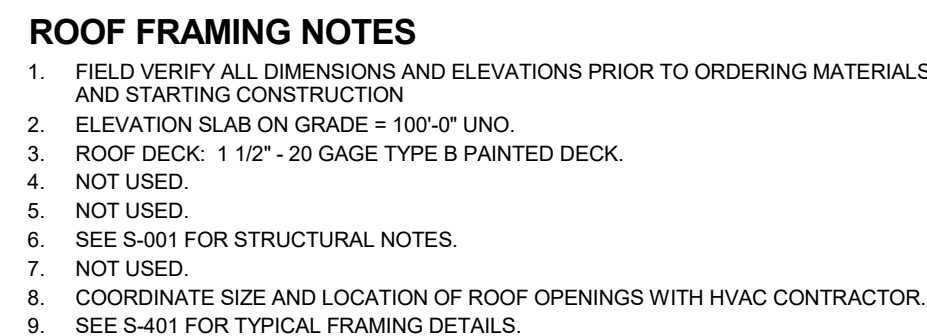 ROOF FRAMING NOTES
1. FIELD VERIFY ALL DIMENSIONS AND ELEVATIONS PRIOR TO ORDERING MATERIALS
AND STARTING CONSTRUCTION
2. ELEVATION SLAB ON GRADE = 100'-0" UNO.
3. ROOF DECK: 1 1/2" - 20 GAGE TYPE B PAINTED DECK.
4. NOT USED.
5. NOT USED.
6. SEE S-001 FOR STRUCTURAL NOTES.
7. NOT USED.
8. COORDINATE SIZE AND LOCATION OF ROOF OPENINGS WITH HVAC CONTRACTOR.
9. SEE S-401 FOR TYPICAL FRAMING DETAILS.